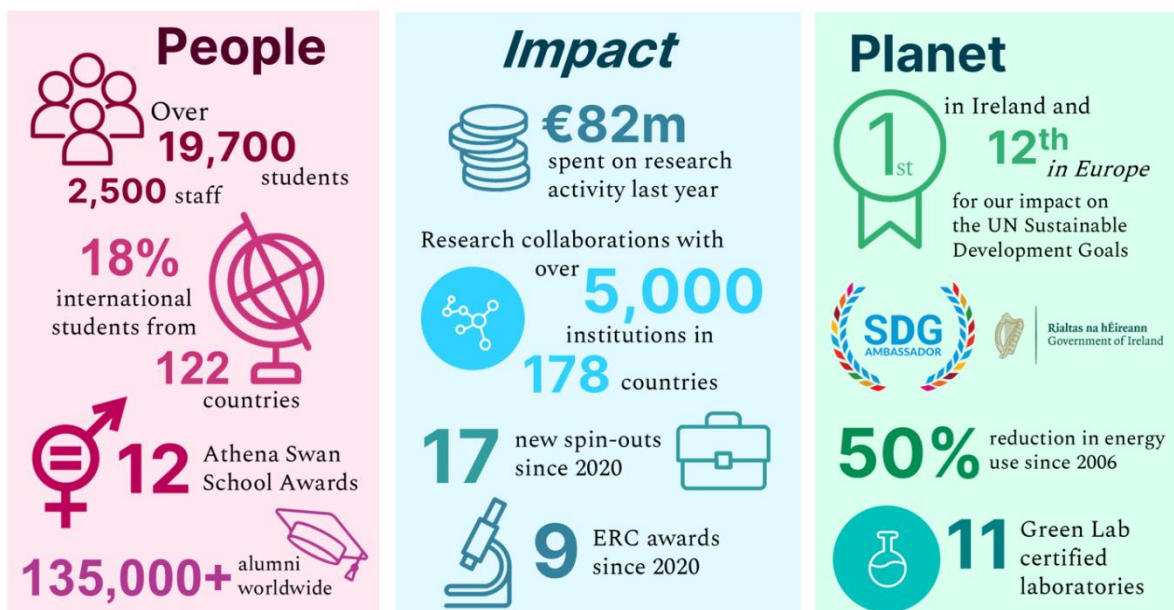 People
Over
19,700
students
2,500 staff
18%
international
students from
122
countries
=
12
Athena Swan
School Awards
135,000+
alumni
worldwide
Impact
€82m
spent on research
activity last year
Research collaborations with
over
5,000
institutions in
178 countries
17
new spin-outs
since 2020
9
ERC awards
since 2020
Planet
1st
in Ireland and
12th
in Europe
for our impact on
the UN Sustainable
Development Goals
SDG
AMBASSADOR
Rialtas na hÉireann
Government of Ireland
50%
reduction in energy
use since 2006
11
Green Lab
certified
laboratories